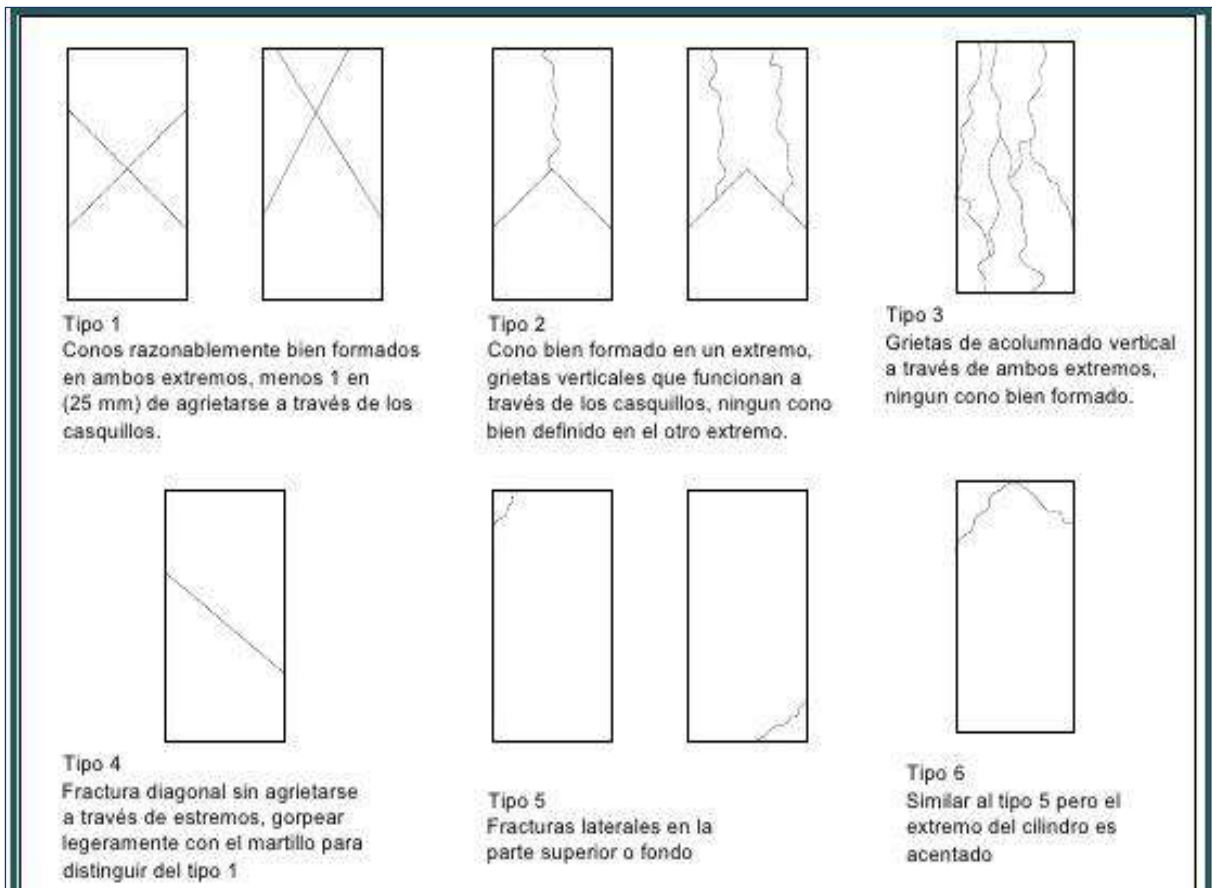 Tipo 1
Conos razonablemente bien formados
en ambos extremos, menos 1 en
(25 mm) de agrietarse a través de los
casquillos.
Tipo 2
Cono bien formado en un extremo,
grietas verticales que funcionan a
través de los casquillos, ningun cono
bien definido en el otro extremo.
Tipo 3
Grietas de acolumnado vertical
a través de ambos extremos,
ningun cono bien formado.
Tipo 4
Fractura diagonal sin agrietarse
a través de estremos, gorpear
legeramente con el martillo para
distinguir del tipo 1
Tipo 5
Fracturas laterales en la
parte superior o fondo
Tipo 6
Similar al tipo 5 pero el
extremo del cilindro es
acentado